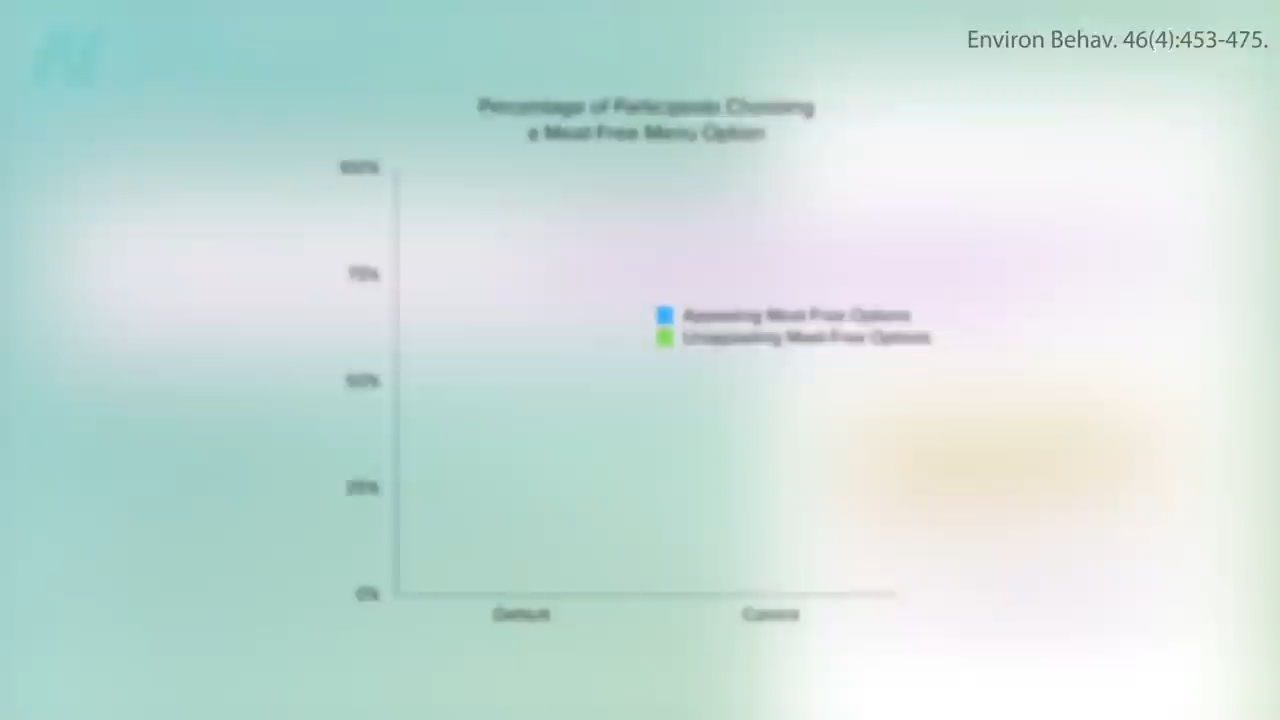 Environ Behav. 46(4):453-475.
Percentage of Participants Choosing
a Meat-Free Menu Option
100%
75%
Appealing Meat-Free Options
Unappealing Meat-Free Options
50%
25%
0%
Default
Control